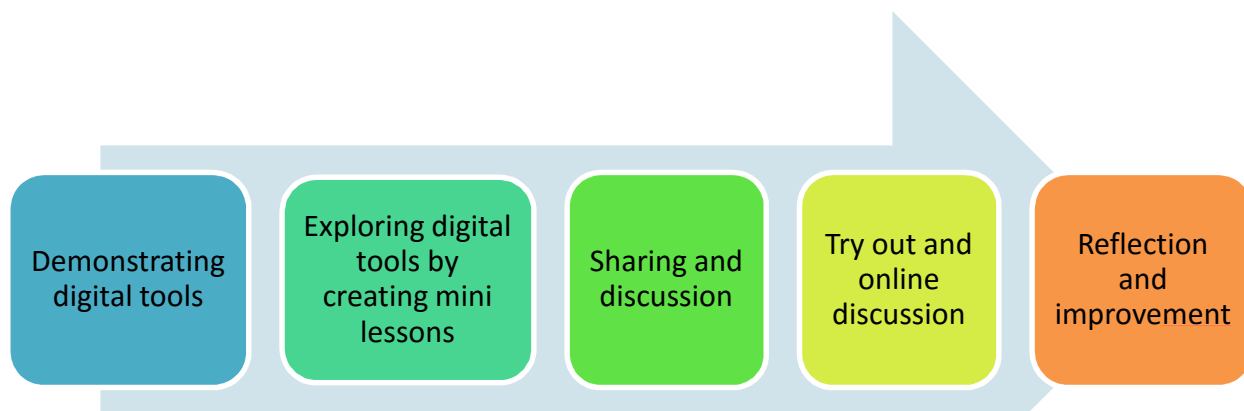 Demonstrating
digital tools
Exploring digital
tools by
creating mini
lessons
Sharing and
discussion
Try out and
online
discussion
Reflection
and
improvement